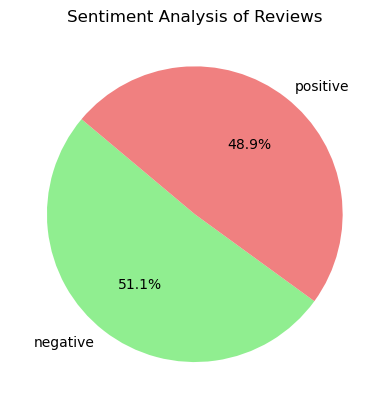 Sentiment Analysis of Reviews
positive
48.9%
51.1%
negative